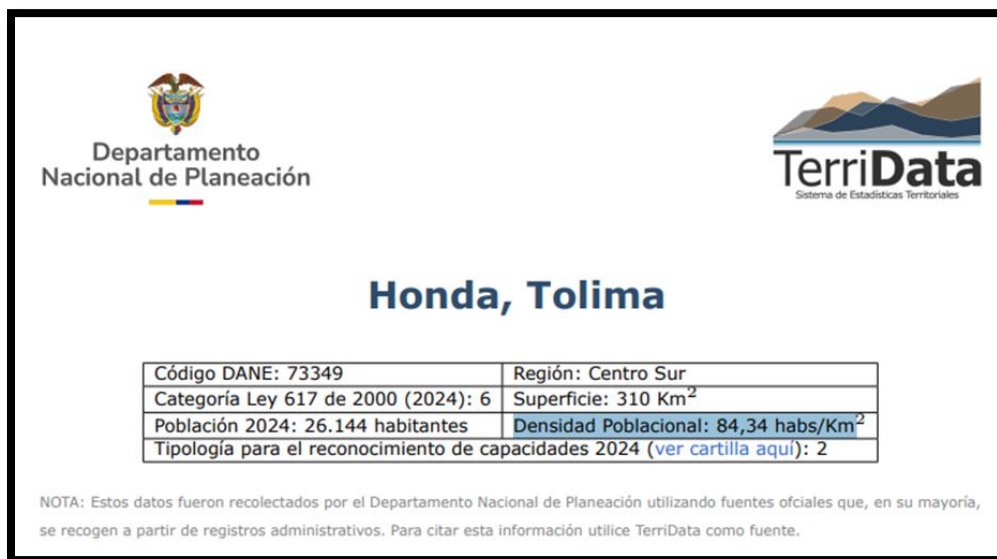 Departamento
Nacional de Planeación
TerriData
Sistema de Estadísticas Territoriales
Honda, Tolima
Código DANE: 73349 Región: Centro Sur
Categoría Ley 617 de 2000 (2024): 6 Superficie: 310 Km²
Población 2024: 26.144 habitantes Densidad Poblacional: 84,34 habs/Km²
Tipología para el reconocimiento de capacidades 2024 (ver cartilla aquí): 2
NOTA: Estos datos fueron recolectados por el Departamento Nacional de Planeación utilizando fuentes ofciales que, en su mayoría,
se recogen a partir de registros administrativos. Para citar esta información utilice TerriData como fuente.